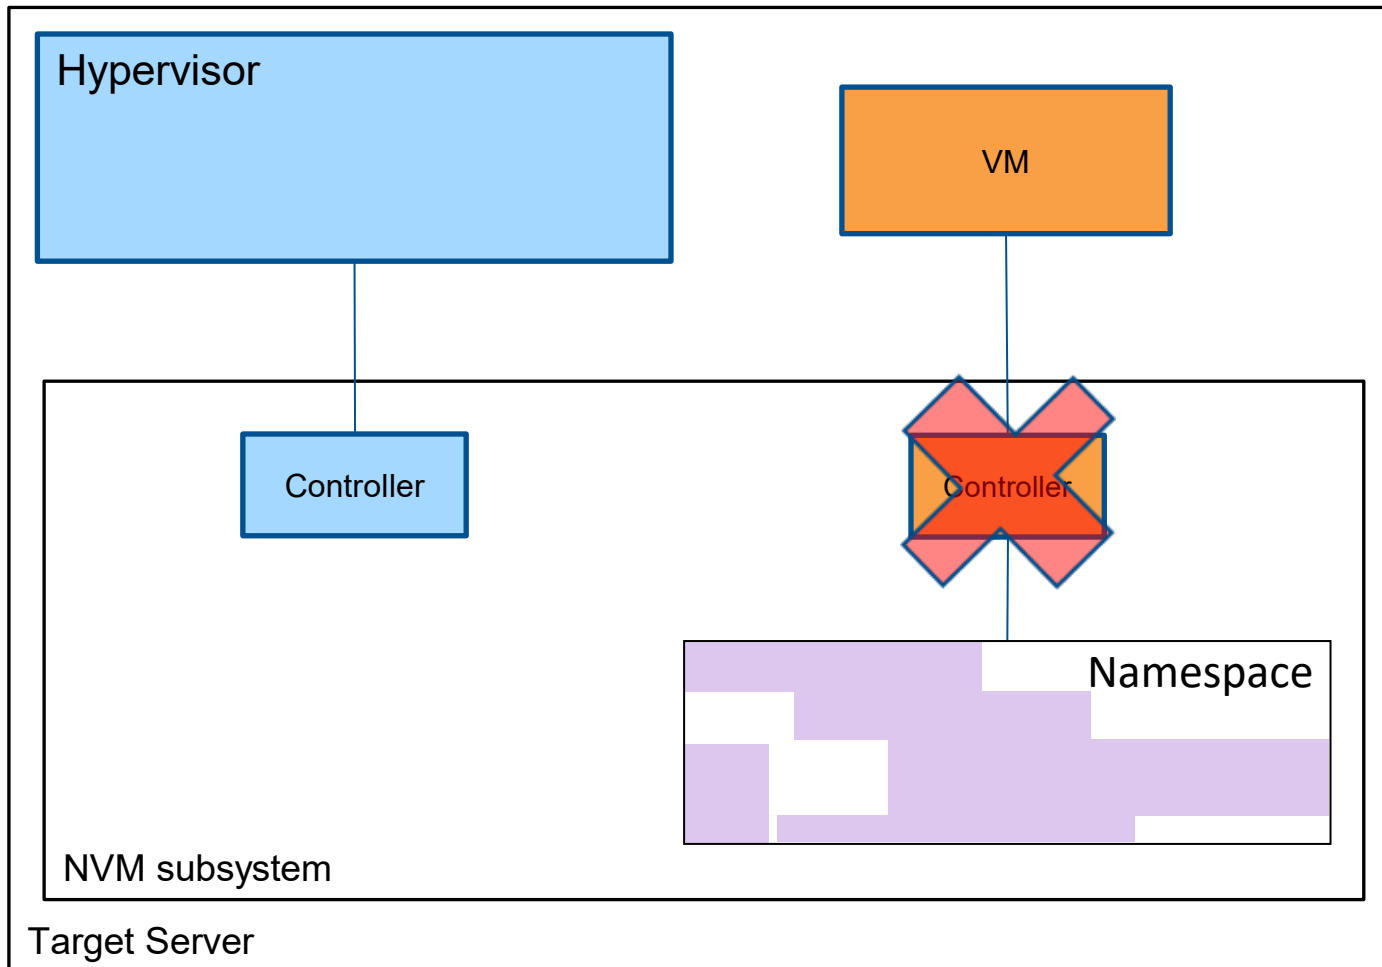 Hypervisor
VM
Controller
Controller
Namespace
NVM subsystem
Target Server